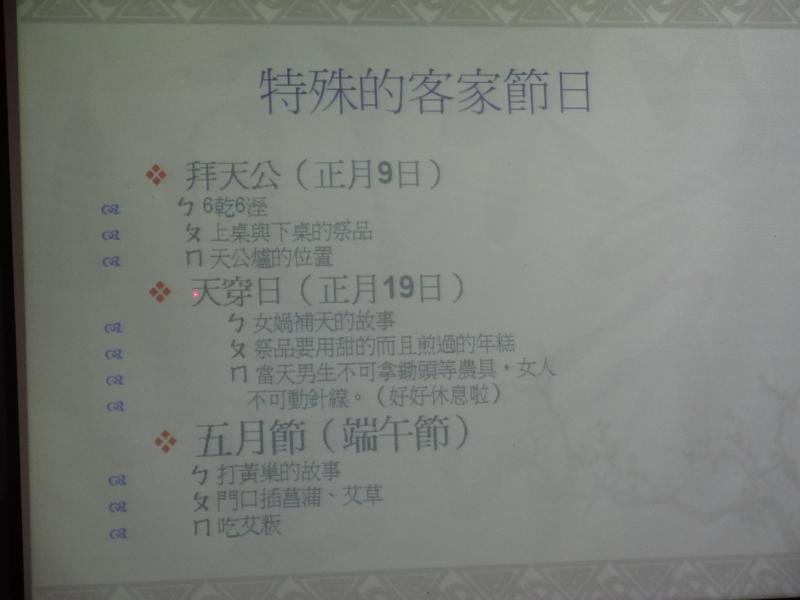 特殊的客家節日
拜天公（正月9日）
ㄅ 6乾6溼
ㄆ 上桌與下桌的祭品
ㄇ 天公爐的位置
天穿日（正月19日）
ㄅ 女媧補天的故事
ㄆ 祭品要用甜的而且煎過的年糕
ㄇ 當天男生不可拿鋤頭等農具，女人
不可動針線。（好好休息啦）
五月節（端午節）
ㄅ 打黃巢的故事
ㄆ 門口插菖蒲、艾草
ㄇ 吃艾粄